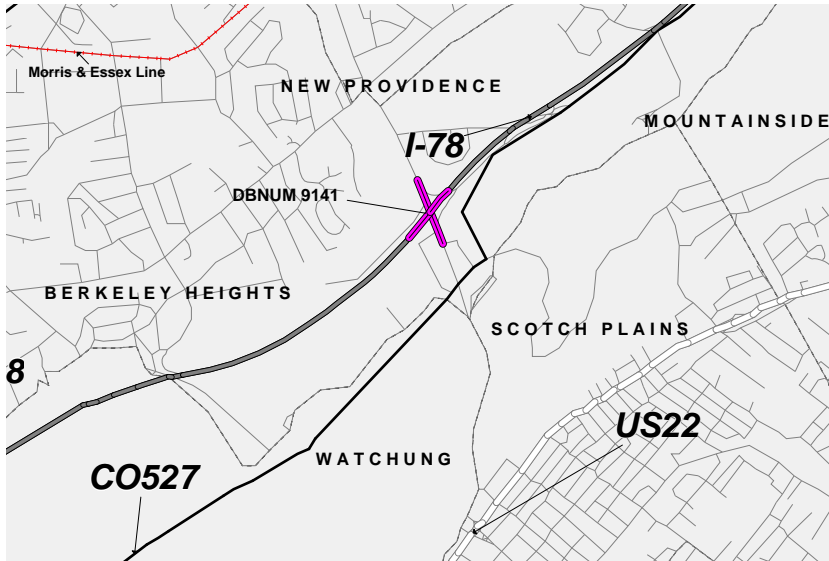 Morris & Essex Line
NEW PROVIDENCE
MOUNTAINSIDE
I-78
DBNUM 9141
BERKELEY HEIGHTS
SCOTCH PLAINS
8
US22
WATCHUNG
CO527